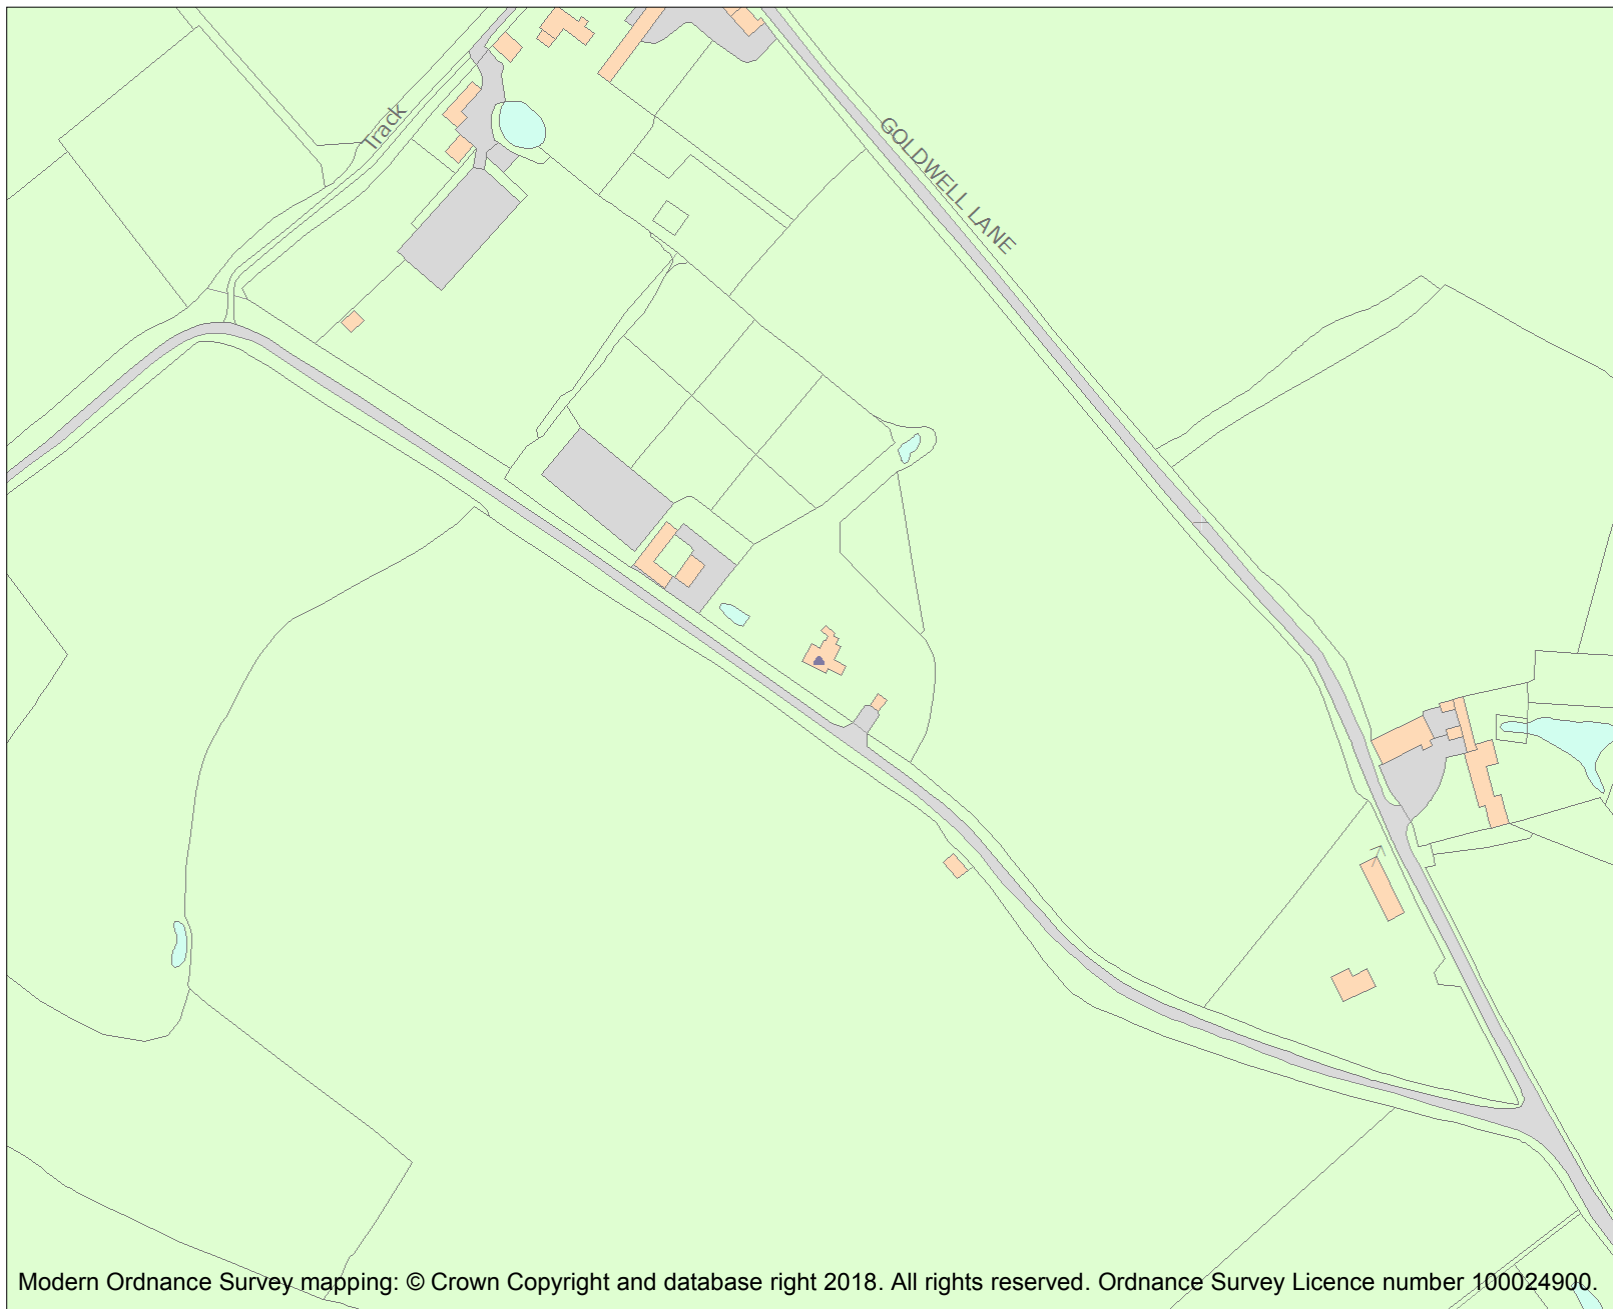 Track
GOLDWELL LANE
Modern Ordnance Survey mapping: © Crown Copyright and database right 2018. All rights reserved. Ordnance Survey Licence number 100024900.